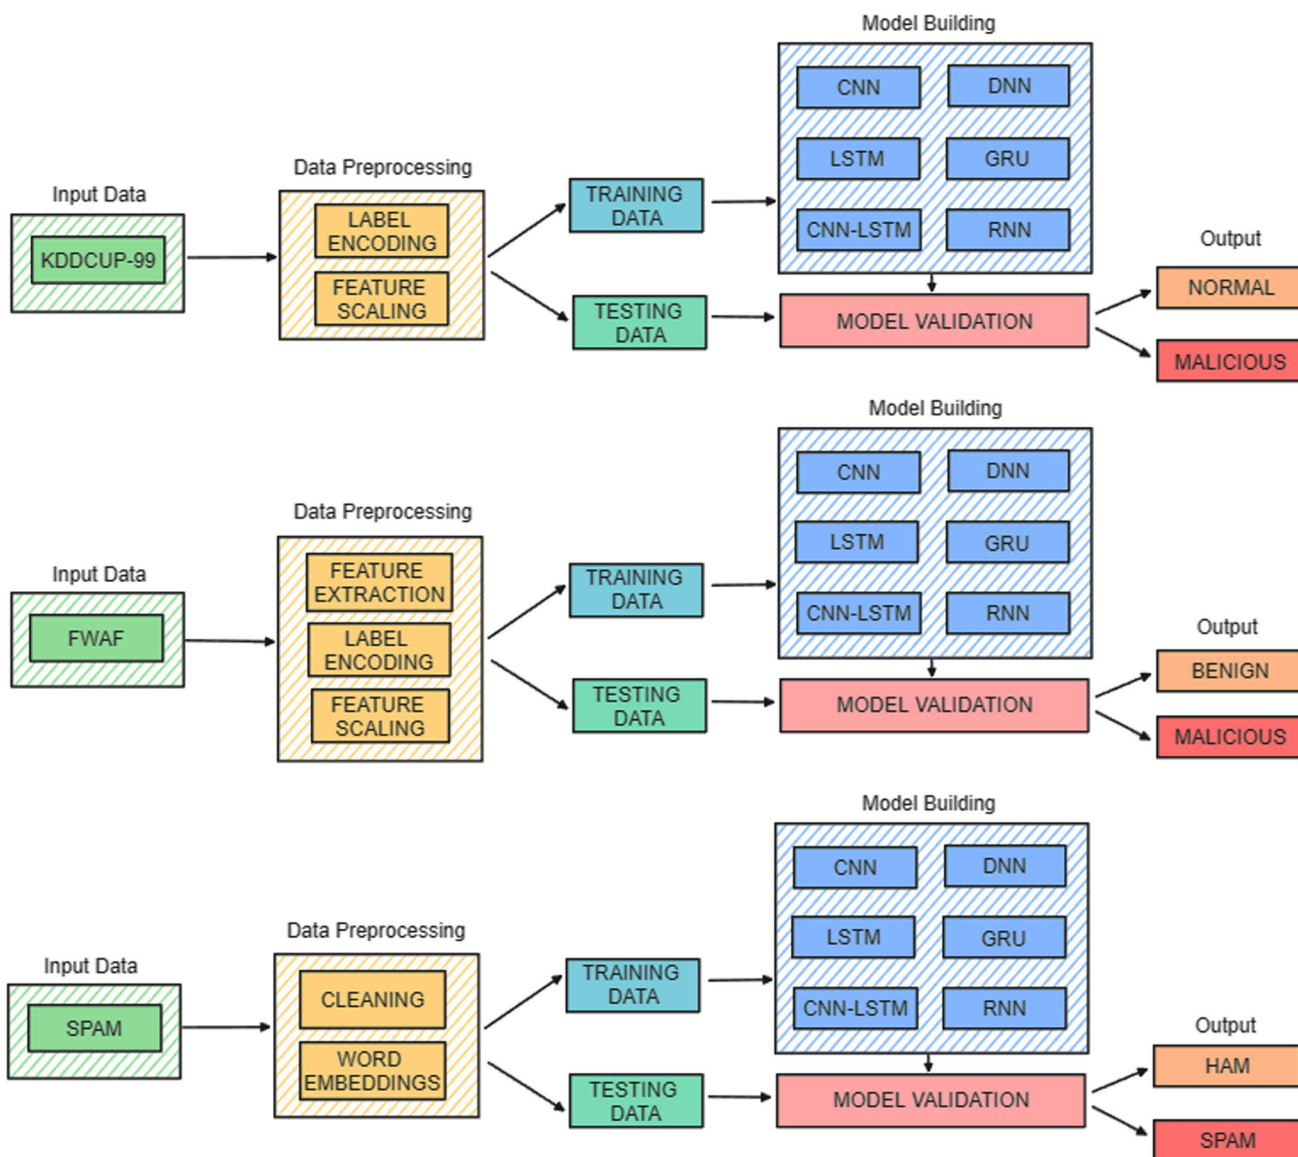 Model Building
CNN
DNN
LSTM
GRU
CNN-LSTM
RNN
Data Preprocessing
LABEL
ENCODING
FEATURE
SCALING
Input Data
KDDCUP-99
TRAINING
DATA
TESTING
DATA
MODEL VALIDATION
Output
NORMAL
MALICIOUS
Model Building
CNN
DNN
LSTM
GRU
CNN-LSTM
RNN
Data Preprocessing
FEATURE
EXTRACTION
LABEL
ENCODING
FEATURE
SCALING
Input Data
FWAF
TRAINING
DATA
TESTING
DATA
MODEL VALIDATION
Output
BENIGN
MALICIOUS
Model Building
CNN
DNN
LSTM
GRU
CNN-LSTM
RNN
Data Preprocessing
CLEANING
WORD
EMBEDDINGS
Input Data
SPAM
TRAINING
DATA
TESTING
DATA
MODEL VALIDATION
Output
HAM
SPAM